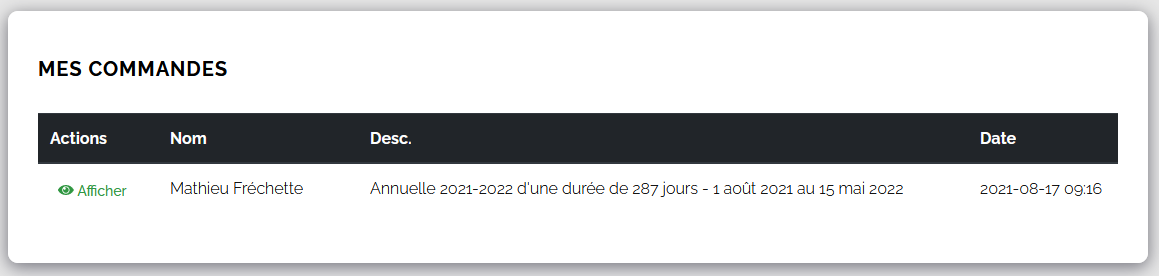 MES COMMANDES
Actions Nom Desc. Date
Afficher Mathieu Fréchette Annuelle 2021-2022 d'une durée de 287 jours - 1 août 2021 au 15 mai 2022 2021-08-17 09:16